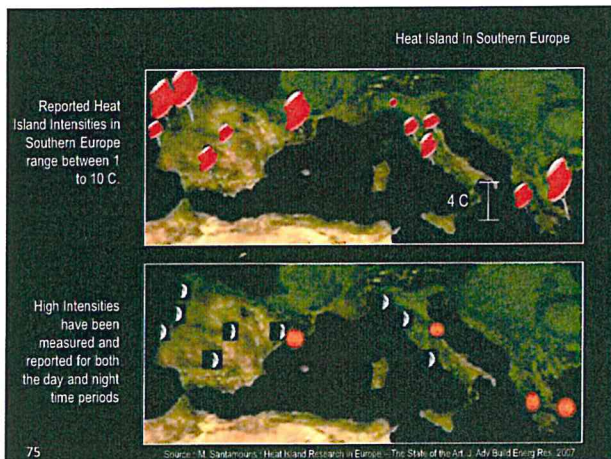 Heat Island In Southern Europe
Reported Heat
Island Intensities in
Southern Europe
range between 1
to 10 C.
4 C
High Intensities
have been
measured and
reported for both
the day and night
time periods
75
Source : M. Santamouris : Heat Island Research in Europe – The State of the Art. J. Adv Build Energ Res. 2007